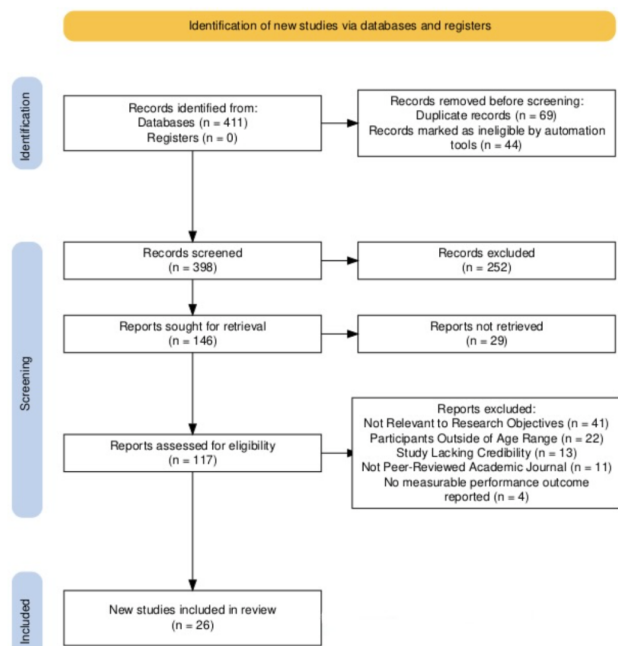 Identification of new studies via databases and registers
Identification
Records identified from:
Databases (n = 411)
Registers (n = 0)
Records removed before screening:
Duplicate records (n = 69)
Records marked as ineligible by automation
tools (n = 44)
Screening
Records screened
(n = 398)
Records excluded
(n = 252)
Reports sought for retrieval
(n = 146)
Reports not retrieved
(n = 29)
Reports assessed for eligibility
(n = 117)
Reports excluded:
Not Relevant to Research Objectives (n = 41)
Participants Outside of Age Range (n = 22)
Study Lacking Credibility (n = 13)
Not Peer-Reviewed Academic Journal (n = 11)
No measurable performance outcome
reported (n = 4)
Included
New studies included in review
(n = 26)